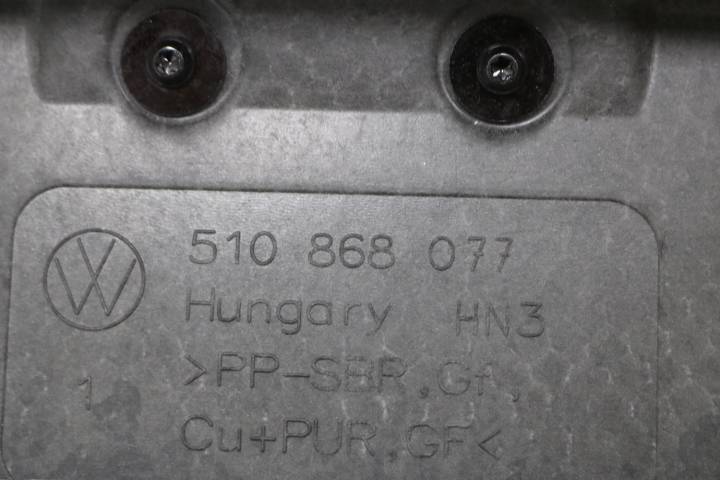 510 868 077
Hungary HN3
1 >PP-SBR,Gf,
Cu+PUR,GF<